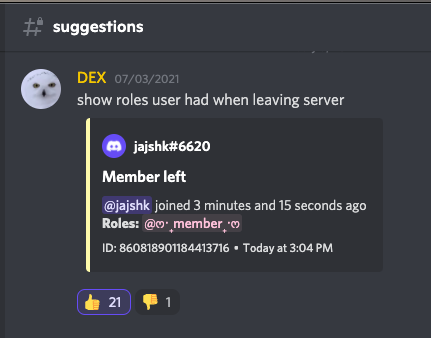 suggestions
DEX 07/03/2021
show roles user had when leaving server
jajshk#6620
Member left
@jajshk joined 3 minutes and 15 seconds ago
Roles: @ღ･˛member˛･ღ
ID: 860818901184413716 • Today at 3:04 PM
👍 21 👎 1